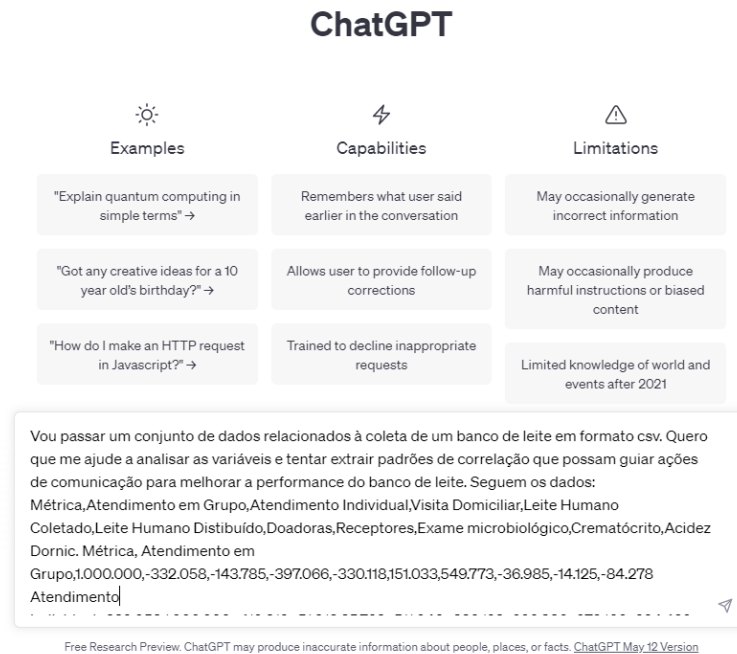 ChatGPT
Examples
Capabilities
Limitations
"Explain quantum computing in
simple terms" →
Remembers what user said
earlier in the conversation
May occasionally generate
incorrect information
"Got any creative ideas for a 10
year old's birthday?" →
Allows user to provide follow-up
corrections
May occasionally produce
harmful instructions or biased
content
"How do I make an HTTP request
in Javascript?" →
Trained to decline inappropriate
requests
Limited knowledge of world and
events after 2021
Vou passar um conjunto de dados relacionados à coleta de um banco de leite em formato csv. Quero
que me ajude a analisar as variáveis e tentar extrair padrões de correlação que possam guiar ações
de comunicação para melhorar a performance do banco de leite. Seguem os dados:
Métrica,Atendimento em Grupo,Atendimento Individual,Visita Domiciliar,Leite Humano
Coletado,Leite Humano Distibuído,Doadoras,Receptores,Exame microbiológico,Crematócrito,Acidez
Dornic. Métrica, Atendimento em
Grupo,1.000.000,-332.058,-143.785,-397.066,-330.118,151.033,549.773,-36.985,-14.125,-84.278
Atendimento
Free Research Preview. ChatGPT may produce inaccurate information about people, places, or facts. ChatGPT May 12 Version